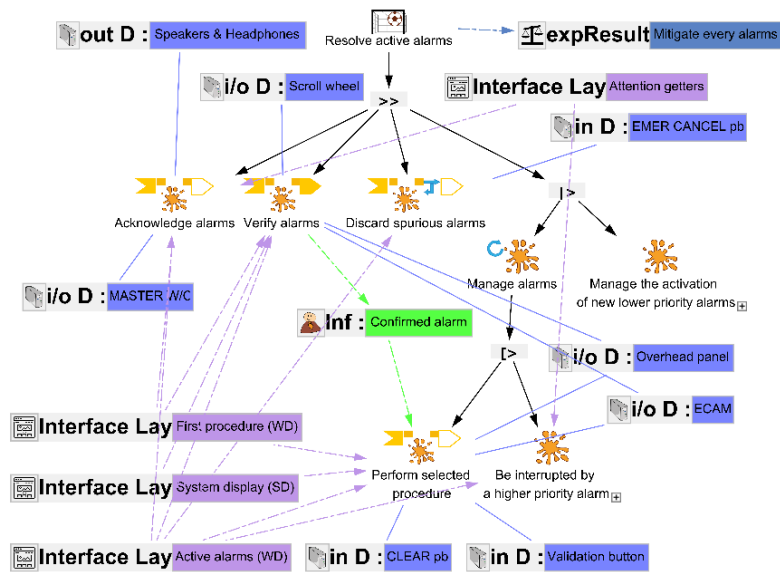 out D : Speakers & Headphones
Resolve active alarms
expResult Mitigate every alarms
i/o D : Scroll wheel
Interface Lay Attention getters
>>
in D : EMER CANCEL pb
Acknowledge alarms
Verify alarms
Discard spurious alarms
|>
Manage alarms
Manage the activation
of new lower priority alarms
i/o D : MASTER W/C
Inf : Confirmed alarm
[>
i/o D : Overhead panel
i/o D : ECAM
Interface Lay First procedure (WD)
Perform selected
procedure
Be interrupted by
a higher priority alarm
Interface Lay System display (SD)
Interface Lay Active alarms (WD)
in D : CLEAR pb
in D : Validation button